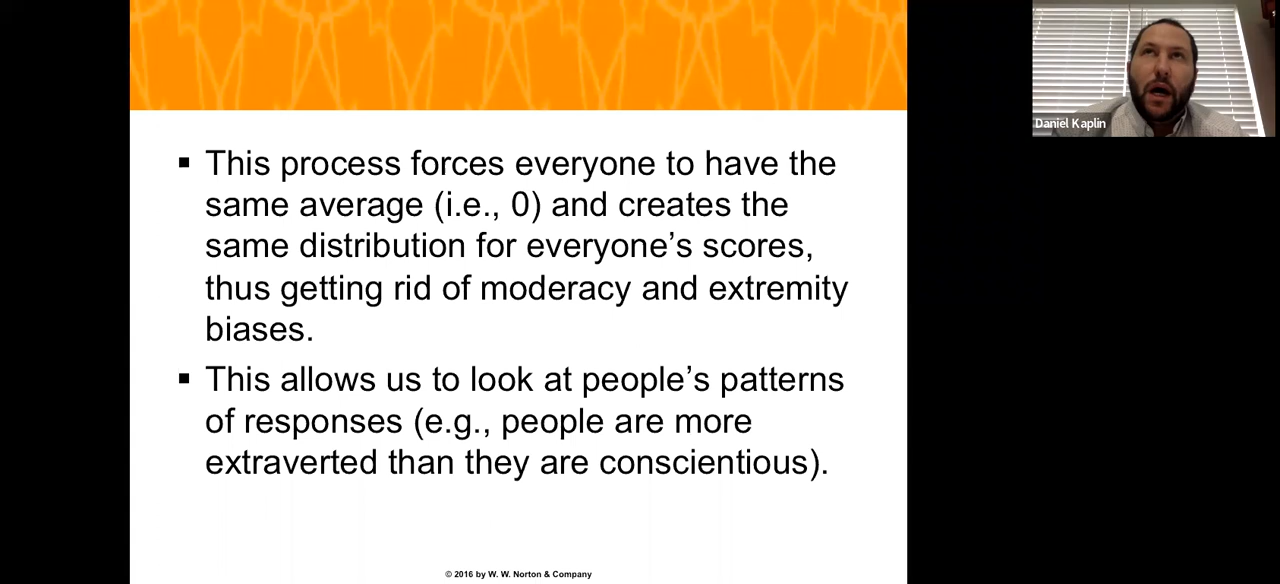 ▪ This process forces everyone to have the
same average (i.e., 0) and creates the
same distribution for everyone’s scores,
thus getting rid of moderacy and extremity
biases.
▪ This allows us to look at people’s patterns
of responses (e.g., people are more
extraverted than they are conscientious).
© 2016 by W. W. Norton & Company
Daniel Kaplin